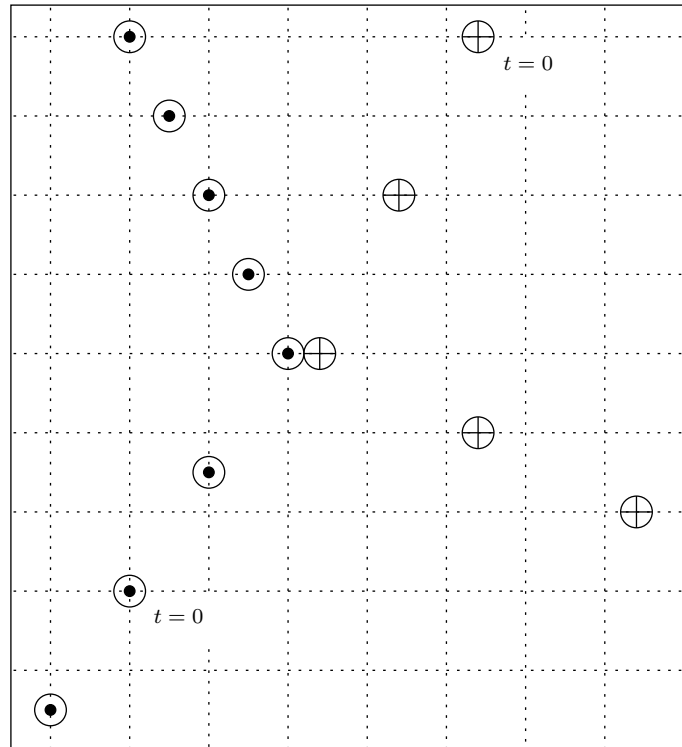 t = 0
t = 0